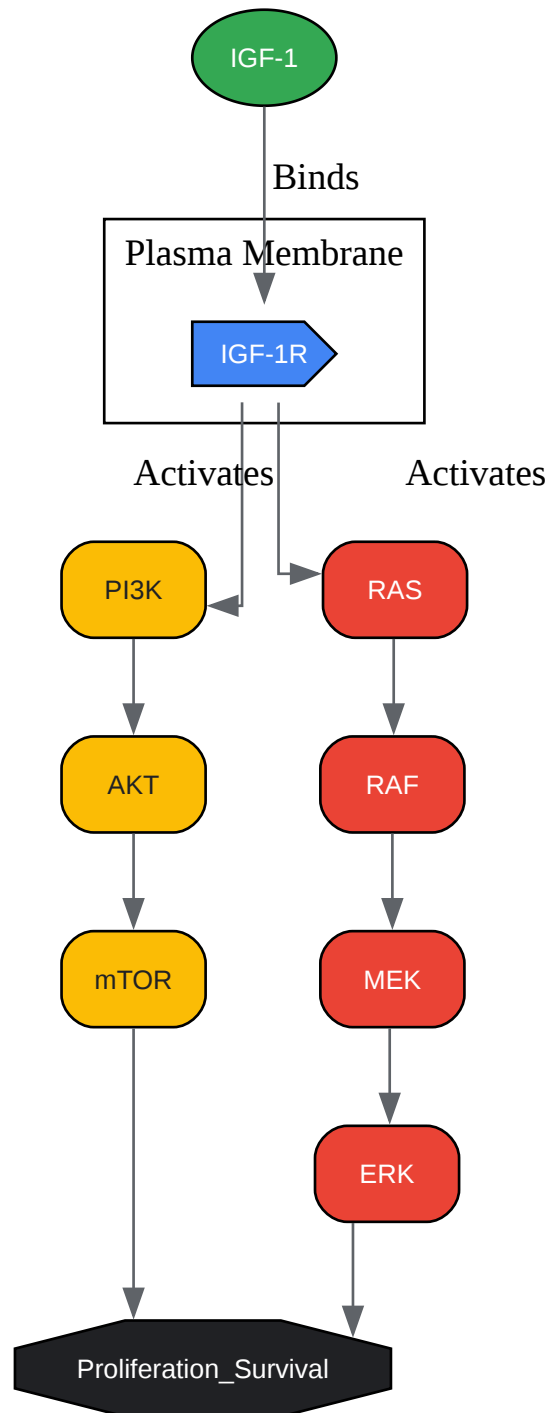 IGF-1
Binds
Plasma Membrane
IGF-1R
Activates
Activates
PI3K
RAS
AKT
RAF
mTOR
MEK
ERK
Proliferation_Survival